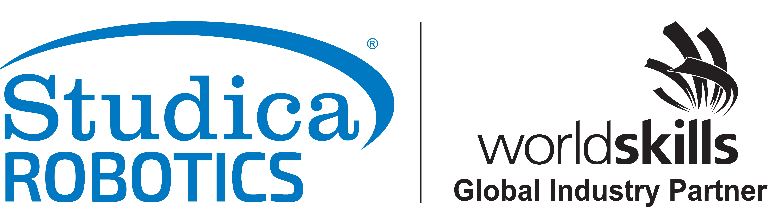 Studica®
ROBOTICS
worldskills
Global Industry Partner